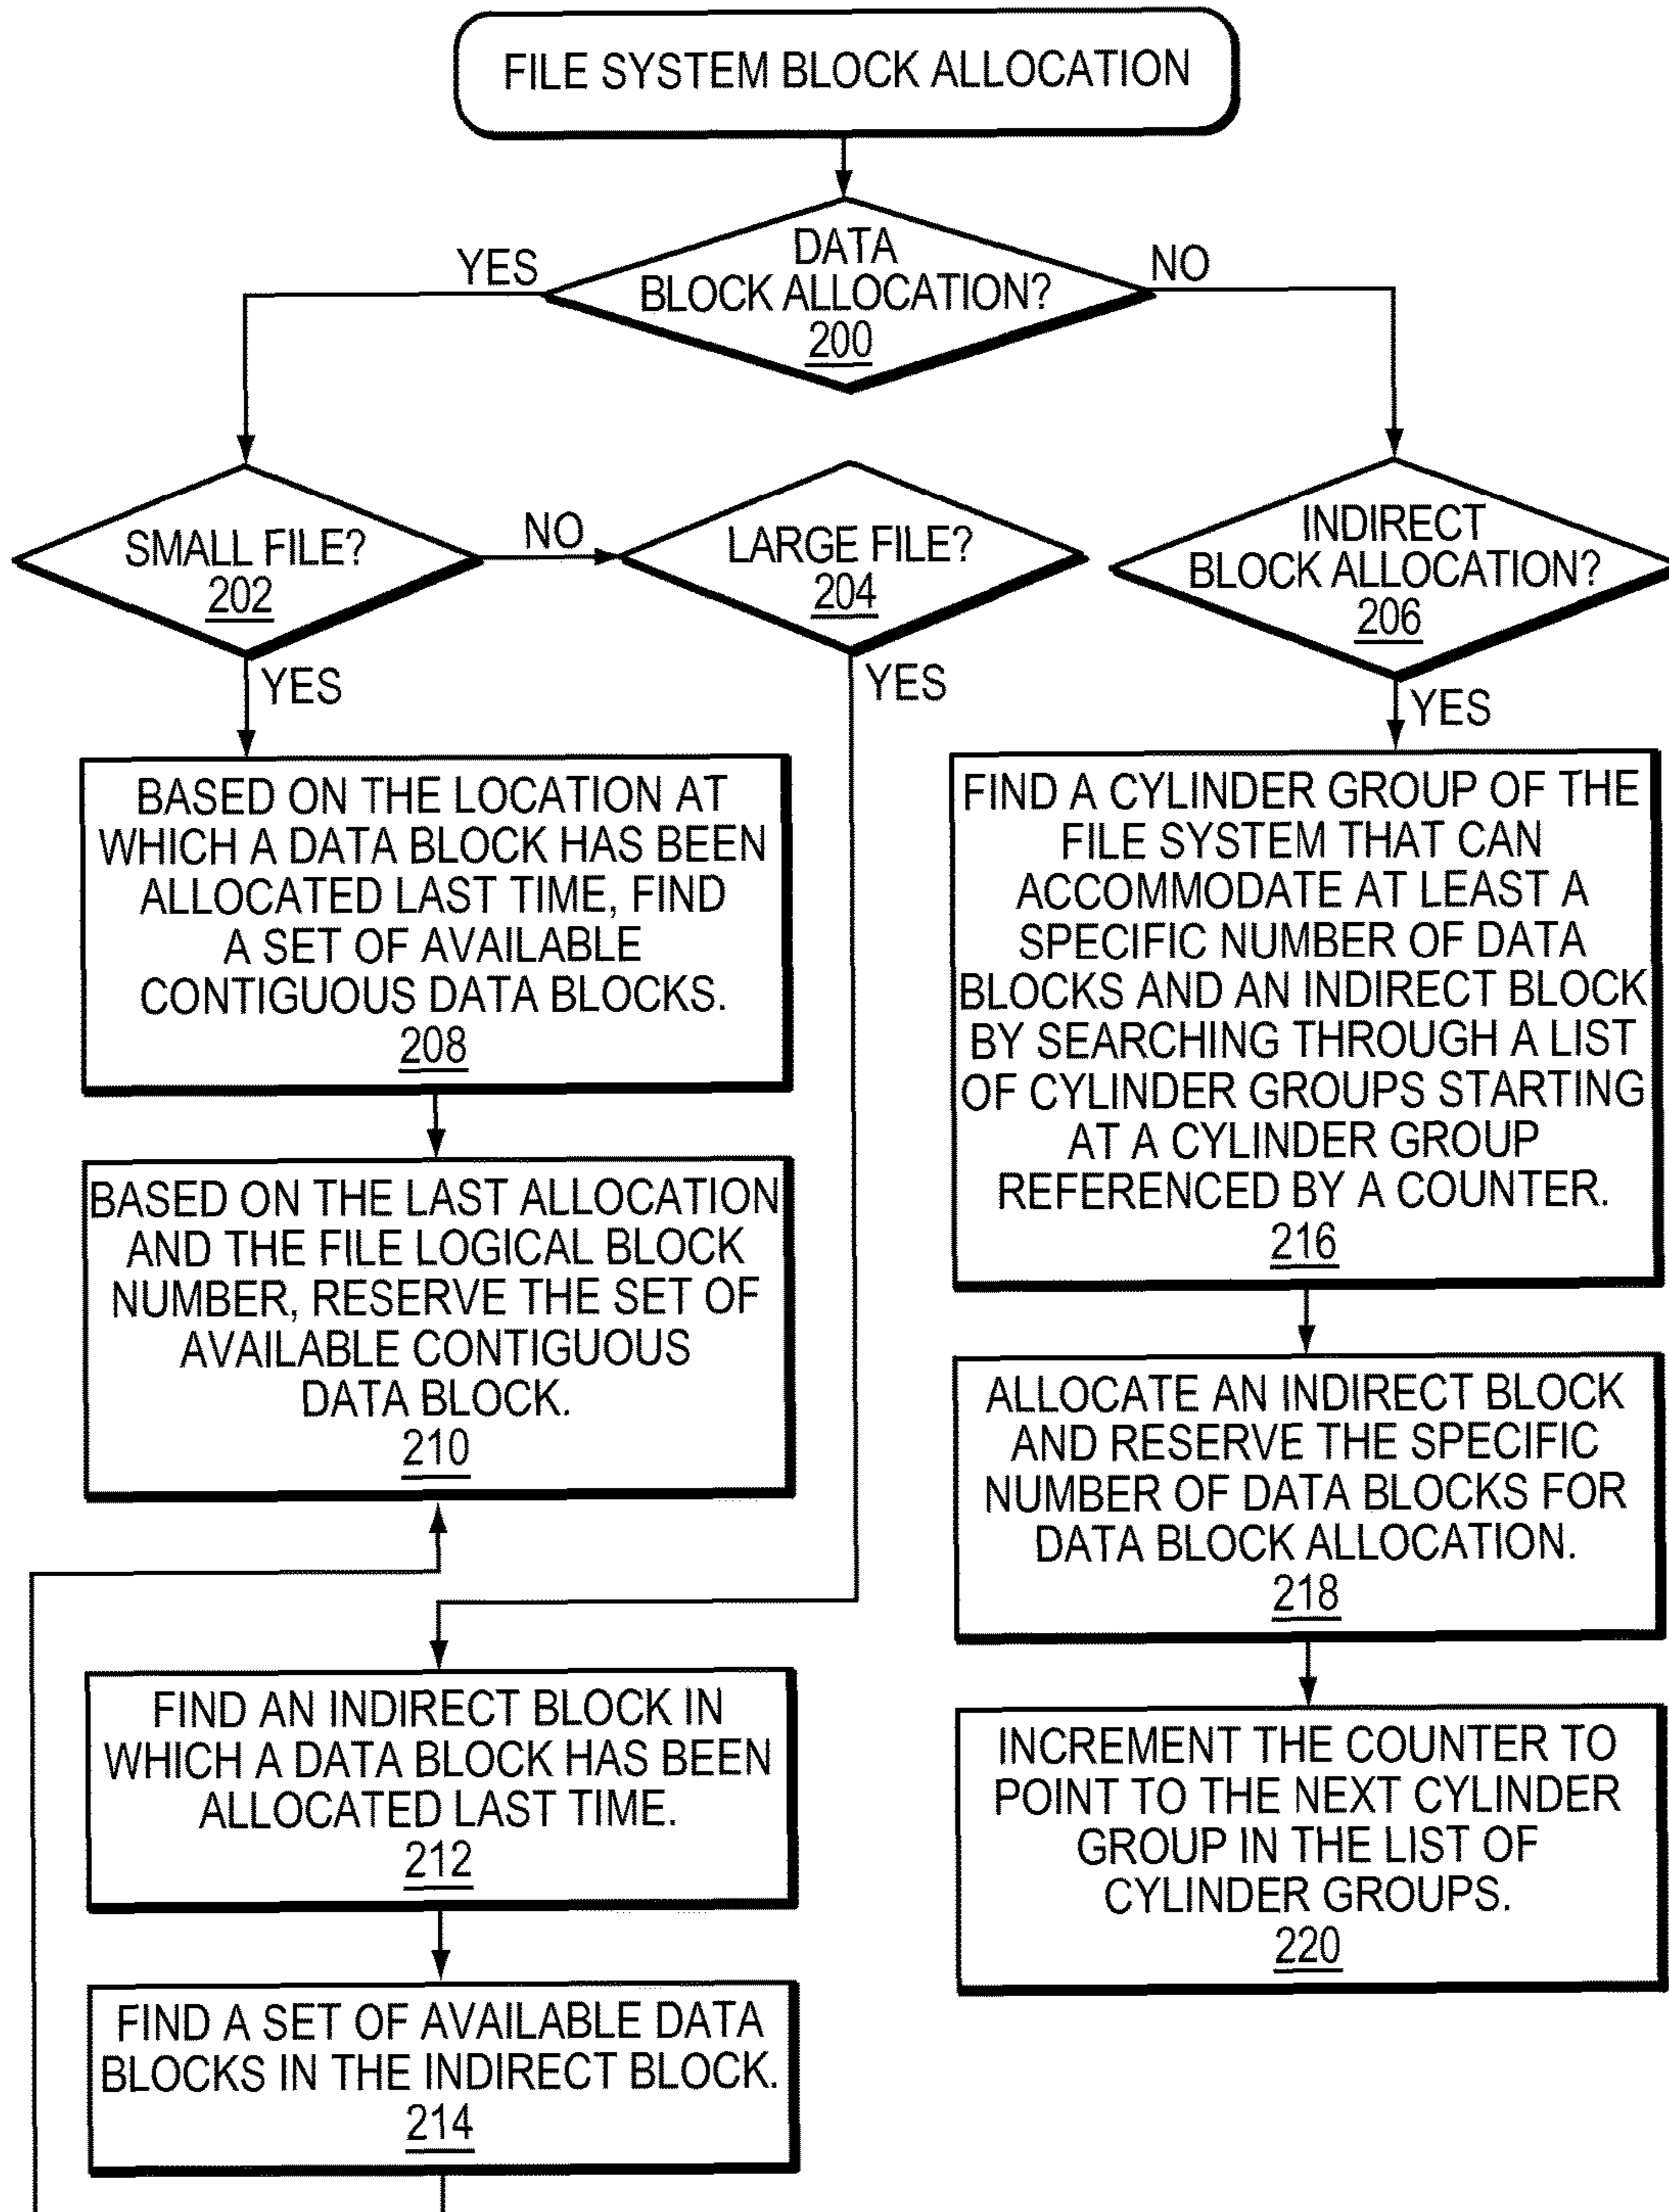 FILE SYSTEM BLOCK ALLOCATION
DATA
BLOCK ALLOCATION?
200
YES
NO
SMALL FILE?
202
NO
LARGE FILE?
204
INDIRECT
BLOCK ALLOCATION?
206
YES
YES
YES
BASED ON THE LOCATION AT
WHICH A DATA BLOCK HAS BEEN
ALLOCATED LAST TIME, FIND
A SET OF AVAILABLE
CONTIGUOUS DATA BLOCKS.
208
BASED ON THE LAST ALLOCATION
AND THE FILE LOGICAL BLOCK
NUMBER, RESERVE THE SET OF
AVAILABLE CONTIGUOUS
DATA BLOCK.
210
FIND AN INDIRECT BLOCK IN
WHICH A DATA BLOCK HAS BEEN
ALLOCATED LAST TIME.
212
FIND A SET OF AVAILABLE DATA
BLOCKS IN THE INDIRECT BLOCK.
214
FIND A CYLINDER GROUP OF THE
FILE SYSTEM THAT CAN
ACCOMMODATE AT LEAST A
SPECIFIC NUMBER OF DATA
BLOCKS AND AN INDIRECT BLOCK
BY SEARCHING THROUGH A LIST
OF CYLINDER GROUPS STARTING
AT A CYLINDER GROUP
REFERENCED BY A COUNTER.
216
ALLOCATE AN INDIRECT BLOCK
AND RESERVE THE SPECIFIC
NUMBER OF DATA BLOCKS FOR
DATA BLOCK ALLOCATION.
218
INCREMENT THE COUNTER TO
POINT TO THE NEXT CYLINDER
GROUP IN THE LIST OF
CYLINDER GROUPS.
220